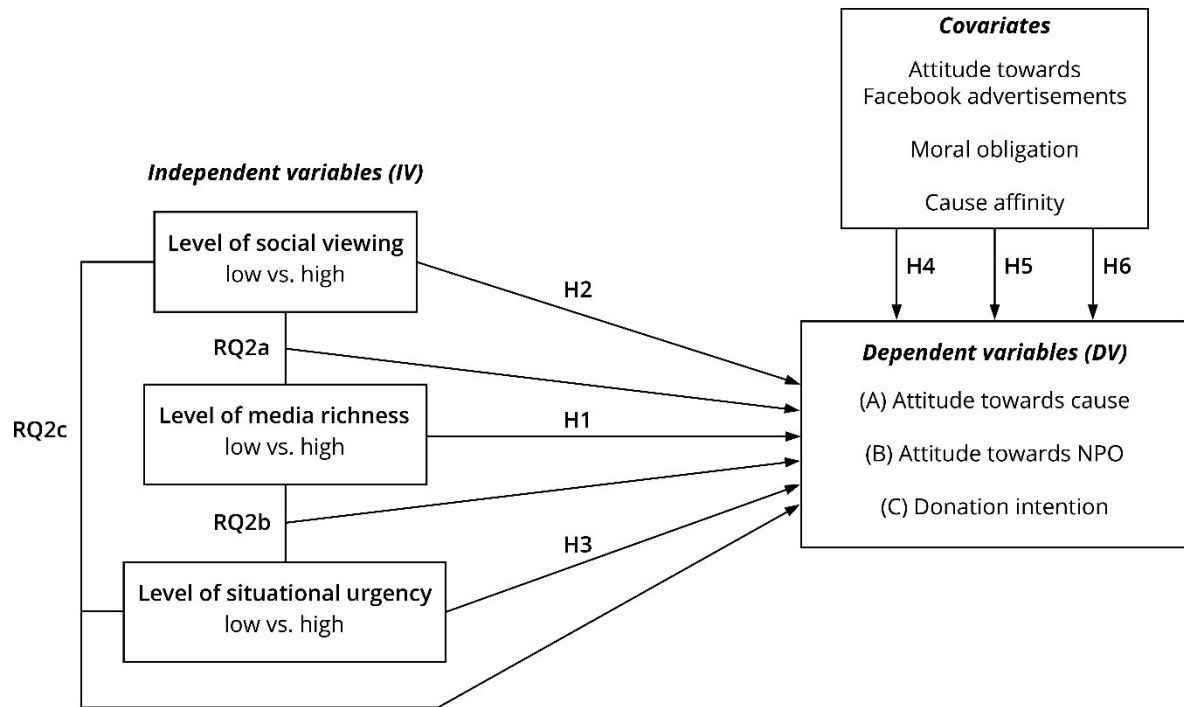 Covariates
Attitude towards
Facebook advertisements
Moral obligation
Cause affinity
Independent variables (IV)
Level of social viewing
low vs. high
H4
H5
H6
H2
RQ2a
Dependent variables (DV)
(A) Attitude towards cause
Level of media richness
low vs. high
H1
RQ2c
(B) Attitude towards NPO
RQ2b
(C) Donation intention
H3
Level of situational urgency
low vs. high